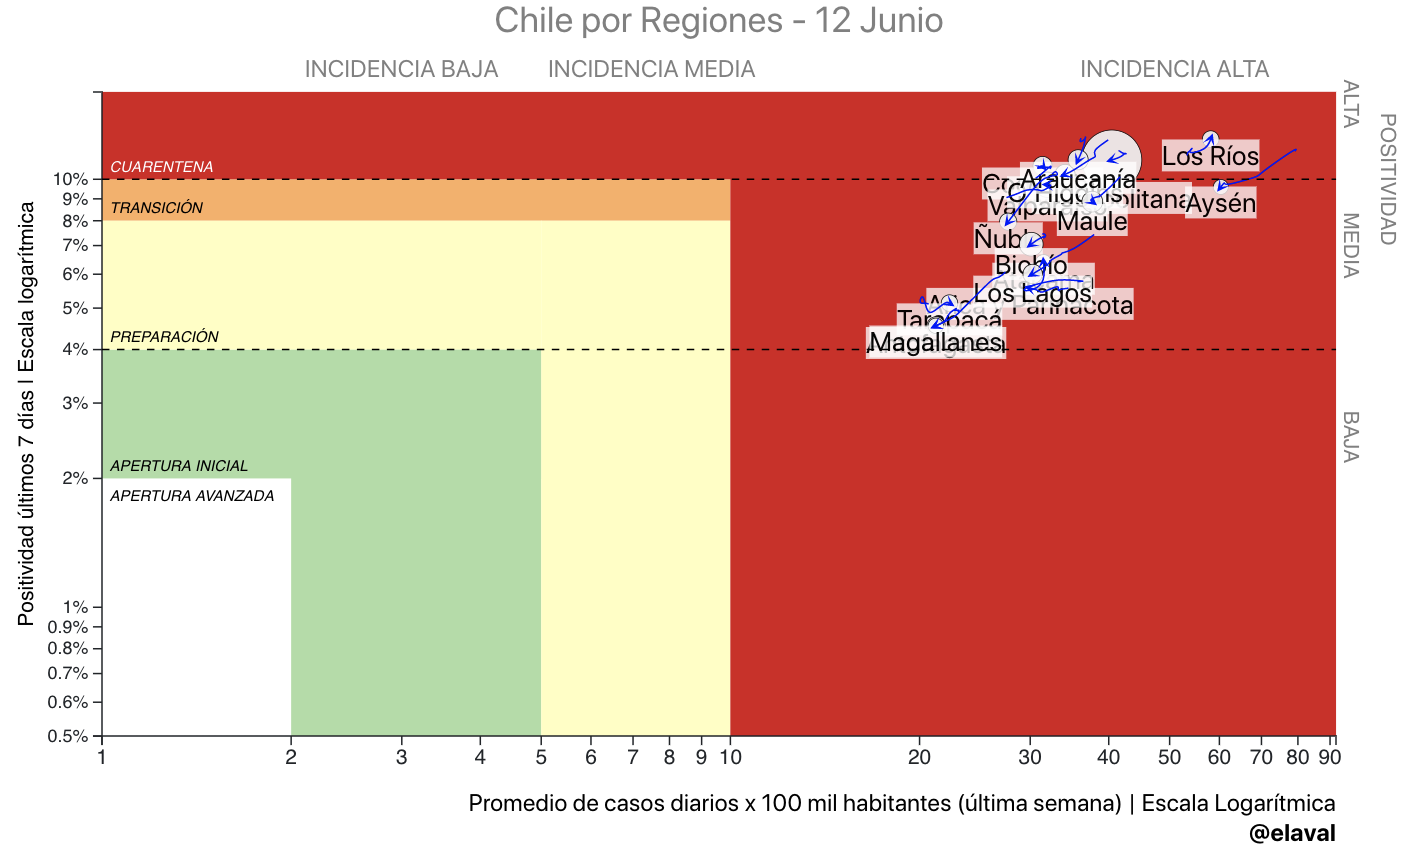 Chile por Regiones - 12 Junio
INCIDENCIA BAJA
INCIDENCIA MEDIA
INCIDENCIA ALTA
ALTA
MEDIA
BAJA
POSITIVIDAD
Positividad últimos 7 días I Escala logarítmica
10%
9%
8%
7%
6%
5%
4%
3%
2%
1%
0.9%
0.8%
0.7%
0.6%
0.5%
CUARENTENA
TRANSICIÓN
PREPARACIÓN
APERTURA INICIAL
APERTURA AVANZADA
Los Ríos
Araucanía
Aysén
Maule
Biobío
Los Lagos
Parinacota
Tarapacá
Magallanes
1
2
3
4
5
6
7
8
9
10
20
30
40
50
60
70
80
90
Promedio de casos diarios x 100 mil habitantes (última semana) | Escala Logarítmica
@elaval